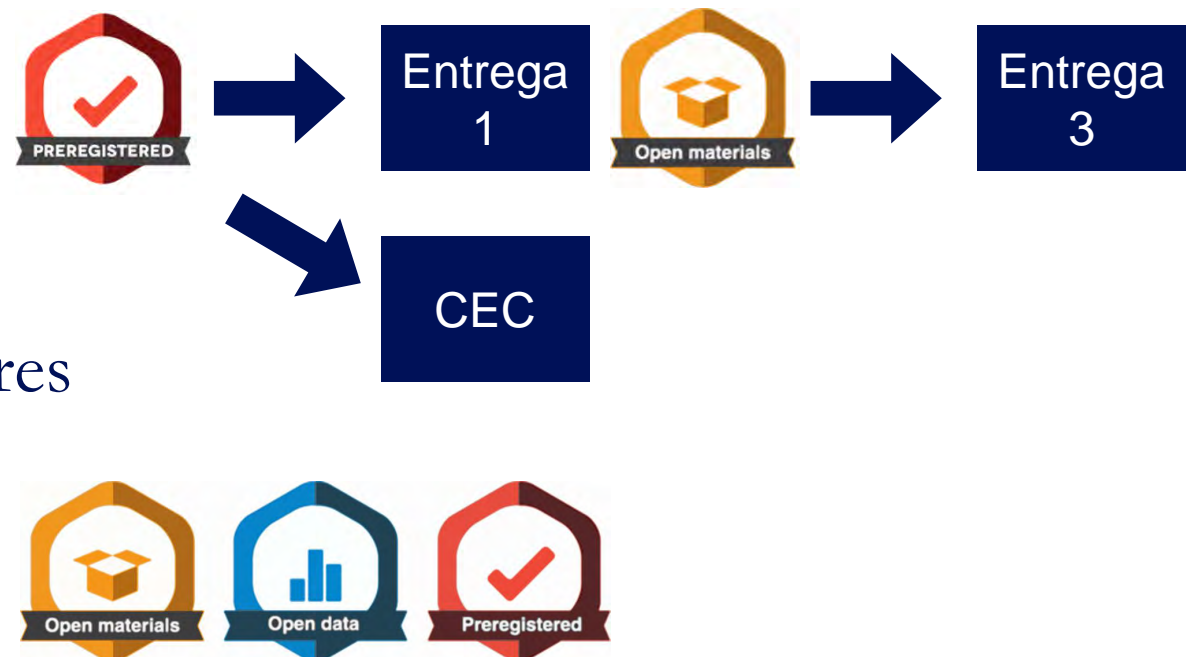 PREREGISTERED
Entrega
1
Open materials
Entrega
3
CEC
res
Open materials
Open data
Preregistered